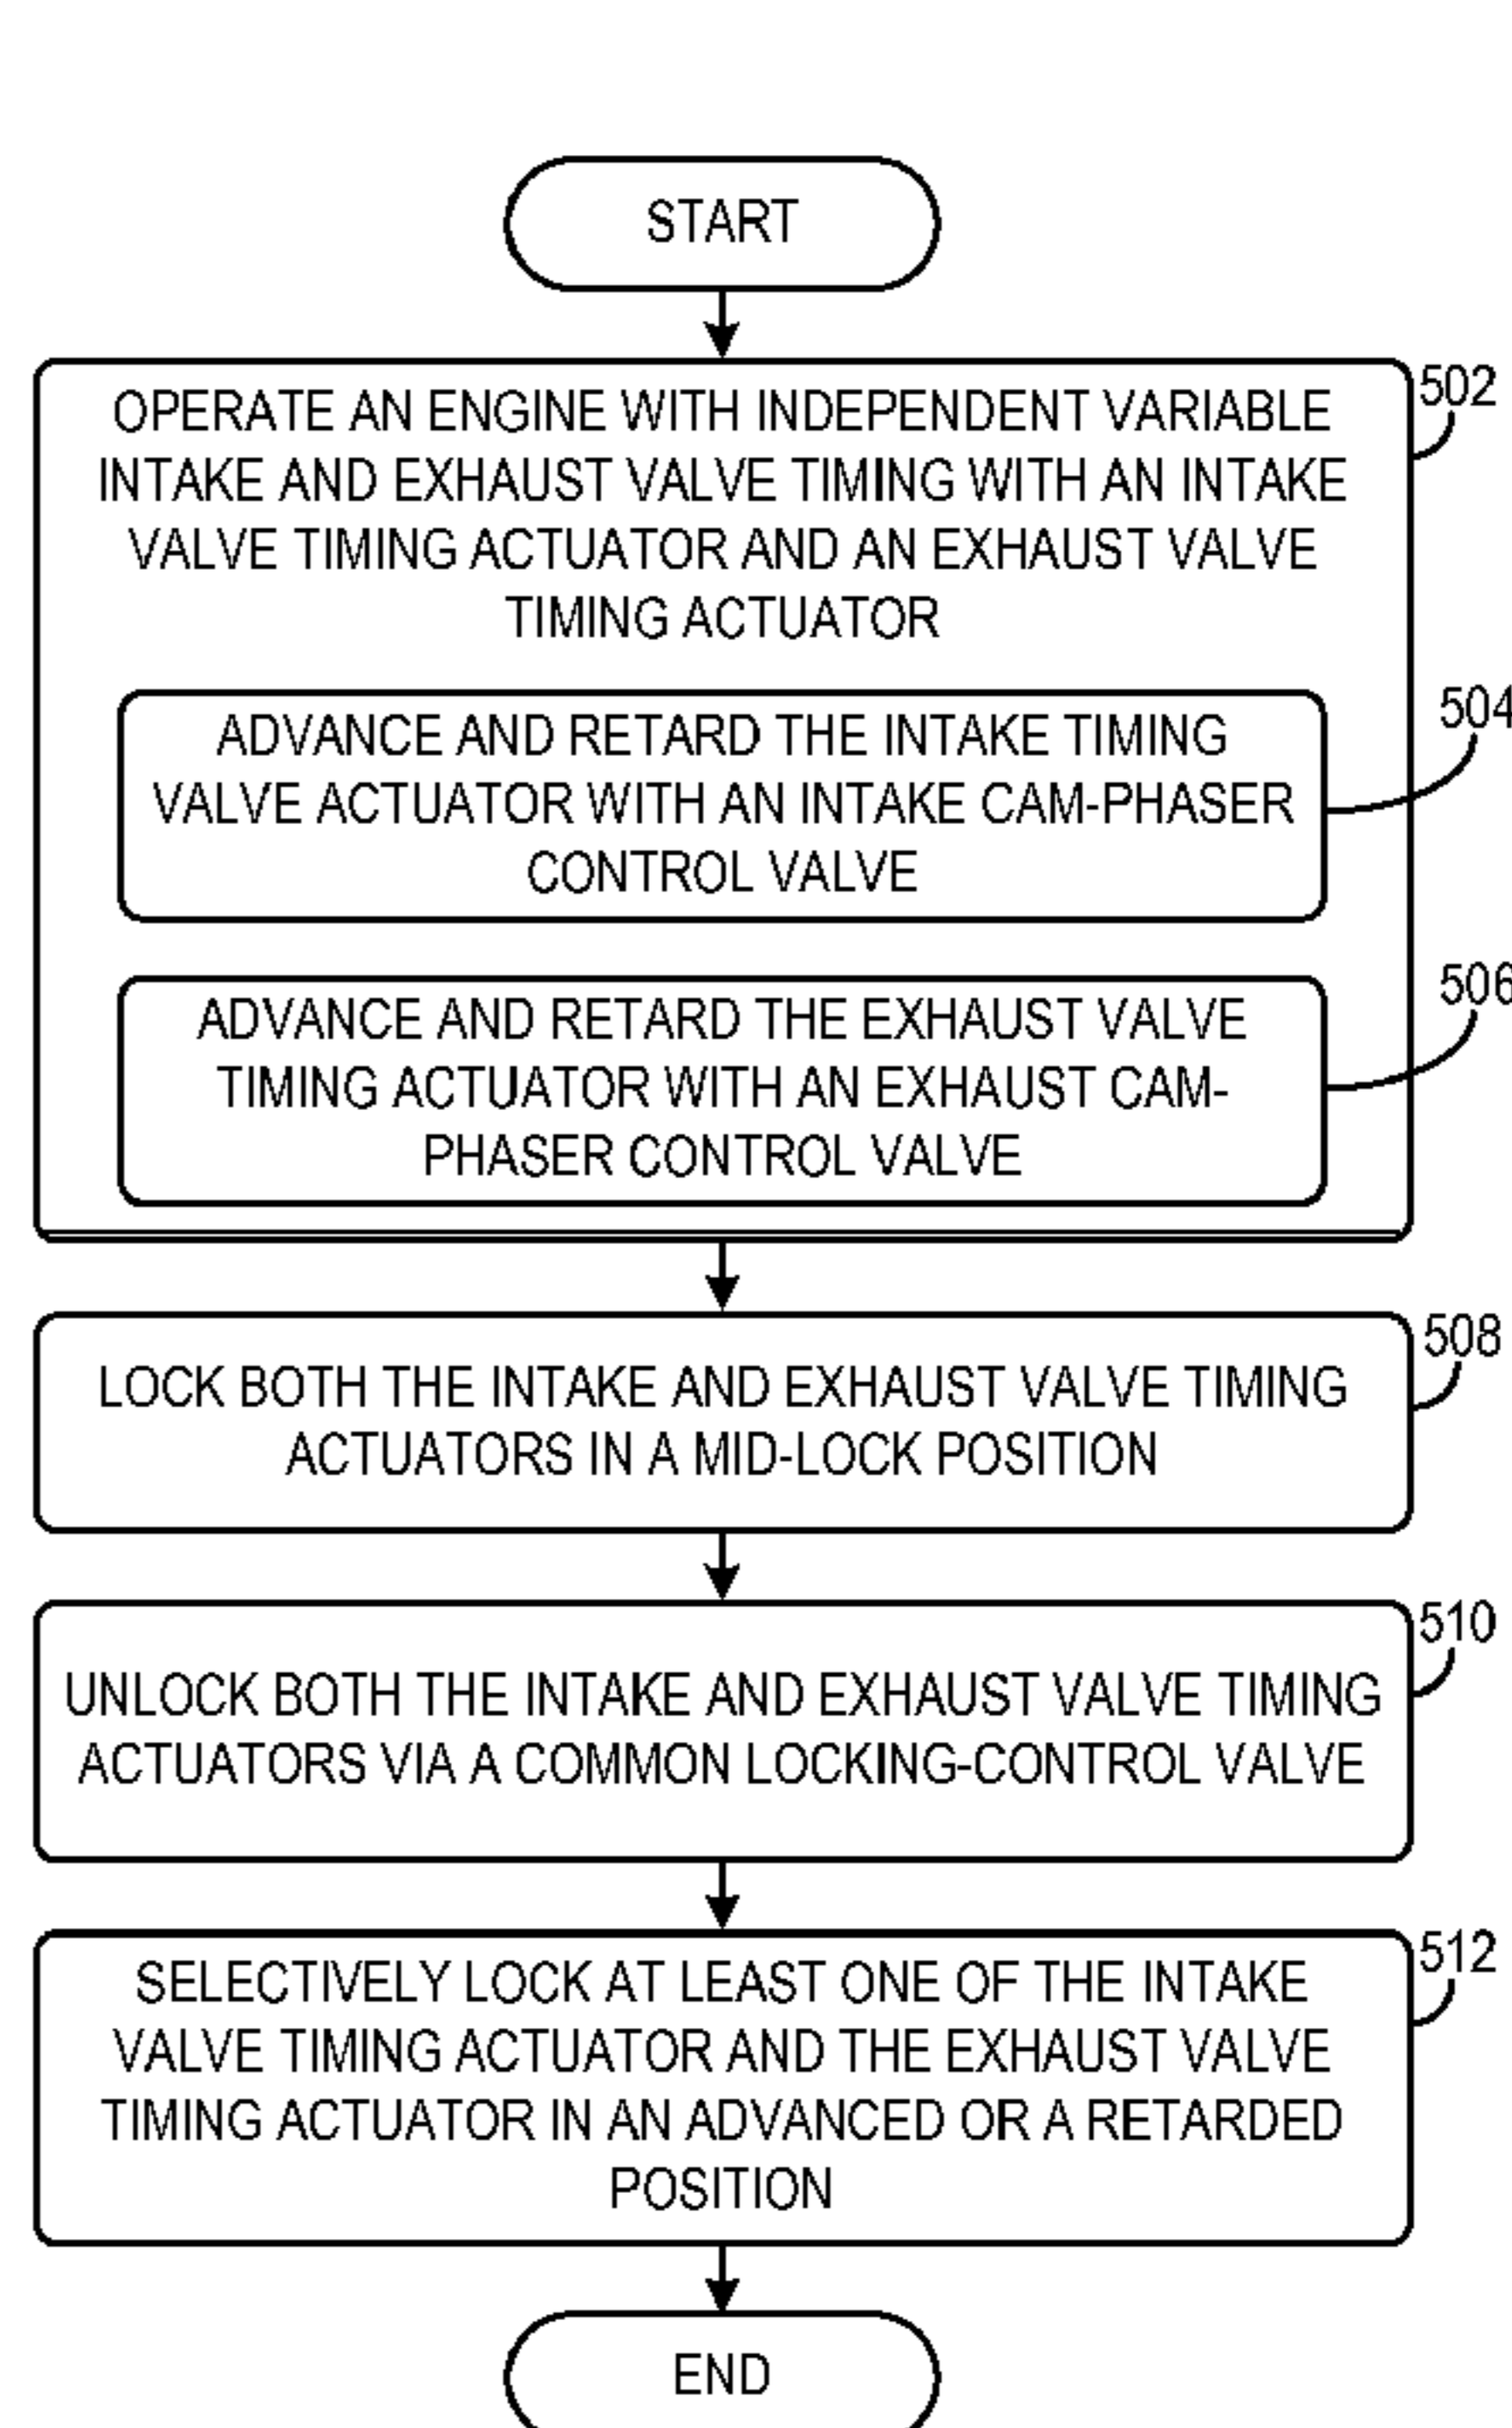 START
502
OPERATE AN ENGINE WITH INDEPENDENT VARIABLE
INTAKE AND EXHAUST VALVE TIMING WITH AN INTAKE
VALVE TIMING ACTUATOR AND AN EXHAUST VALVE
TIMING ACTUATOR
504
ADVANCE AND RETARD THE INTAKE TIMING
VALVE ACTUATOR WITH AN INTAKE CAM-PHASER
CONTROL VALVE
506
ADVANCE AND RETARD THE EXHAUST VALVE
TIMING ACTUATOR WITH AN EXHAUST CAM-
PHASER CONTROL VALVE
508
LOCK BOTH THE INTAKE AND EXHAUST VALVE TIMING
ACTUATORS IN A MID-LOCK POSITION
510
UNLOCK BOTH THE INTAKE AND EXHAUST VALVE TIMING
ACTUATORS VIA A COMMON LOCKING-CONTROL VALVE
512
SELECTIVELY LOCK AT LEAST ONE OF THE INTAKE
VALVE TIMING ACTUATOR AND THE EXHAUST VALVE
TIMING ACTUATOR IN AN ADVANCED OR A RETARDED
POSITION
END